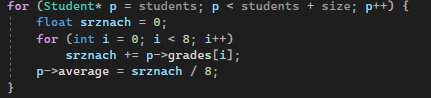 for (Student* p = students; p < students + size; p++) {
    float srznach = 0;
    for (int i = 0; i < 8; i++)
        srznach += p->grades[i];
    p->average = srznach / 8;
}